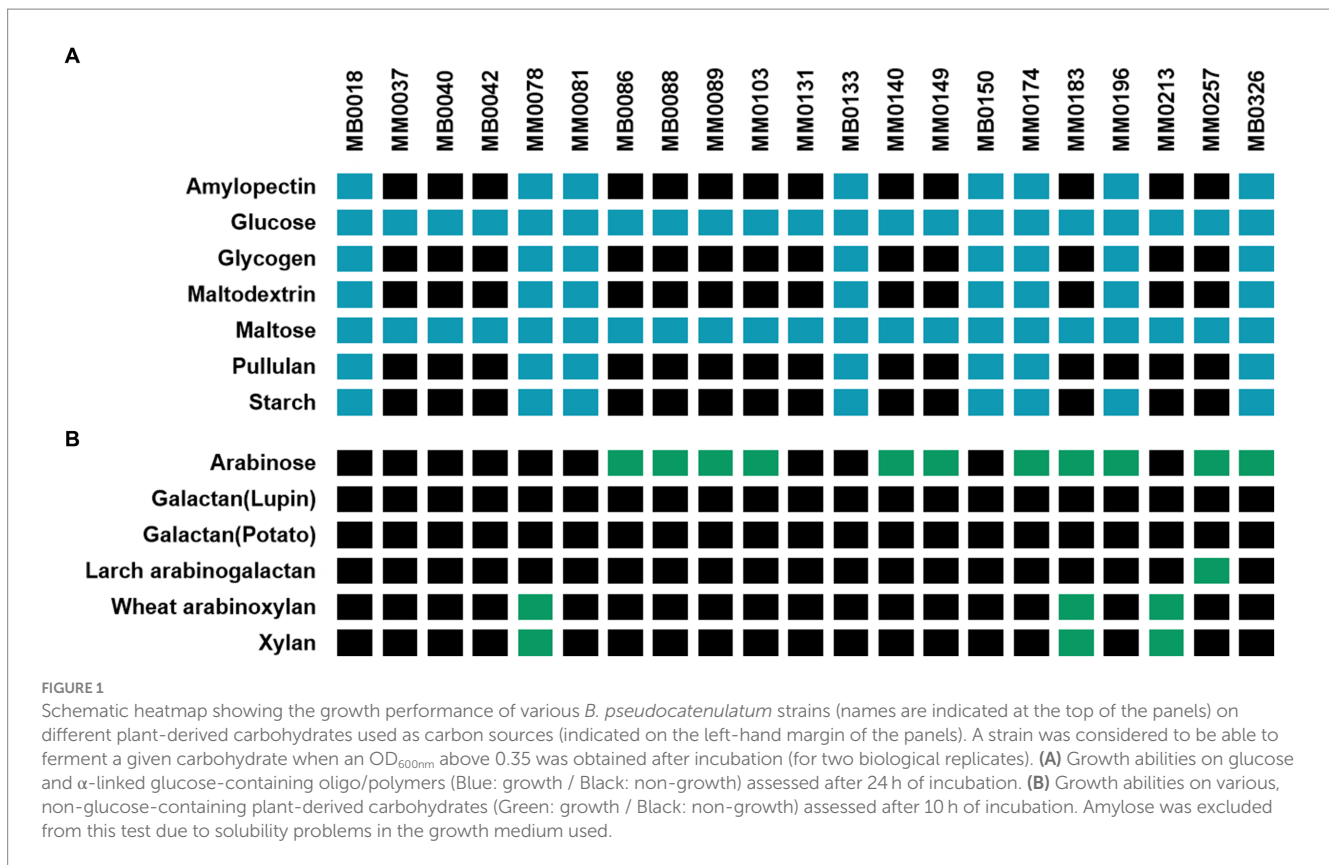 A
MB0018 MM0037 MB0040 MB0042 MM0078 MM0081 MB0086 MB0088 MM0089 MM0103 MM0131 MB0133 MM0140 MM0149 MB0150 MM0174 MM0183 MM0196 MM0213 MM0257 MB0326
Amylopectin
Glucose
Glycogen
Maltodextrin
Maltose
Pullulan
Starch
B
Arabinose
Galactan(Lupin)
Galactan(Potato)
Larch arabinogalactan
Wheat arabinoxylan
Xylan
FIGURE 1
Schematic heatmap showing the growth performance of various B. pseudocatenulatum strains (names are indicated at the top of the panels) on
different plant-derived carbohydrates used as carbon sources (indicated on the left-hand margin of the panels). A strain was considered to be able to
ferment a given carbohydrate when an OD600nm above 0.35 was obtained after incubation (for two biological replicates). (A) Growth abilities on glucose
and α-linked glucose-containing oligo/polymers (Blue: growth / Black: non-growth) assessed after 24 h of incubation. (B) Growth abilities on various,
non-glucose-containing plant-derived carbohydrates (Green: growth / Black: non-growth) assessed after 10 h of incubation. Amylose was excluded
from this test due to solubility problems in the growth medium used.